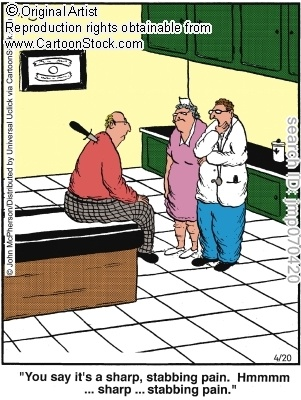 © Original Artist
Reproduction rights obtainable from
www.CartoonStock.com
© John McPherson/Distributed by Universal Uclick via CartoonStock
search ID: jmp070420
4/20
"You say it's a sharp, stabbing pain. Hmmmm
... sharp ... stabbing pain."